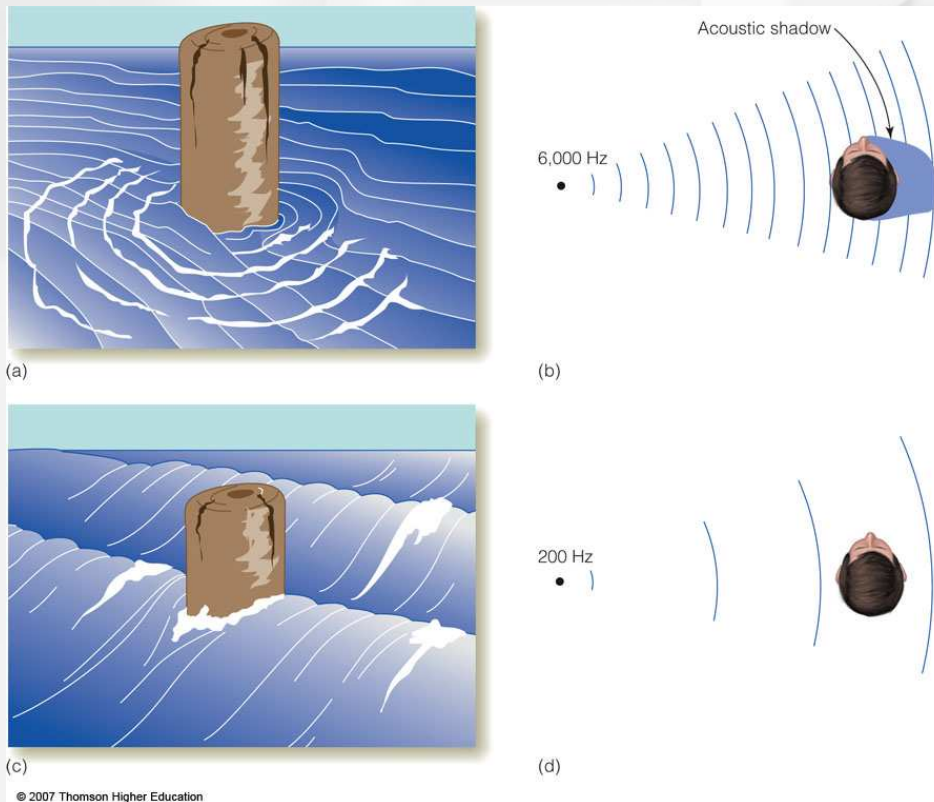 Acoustic shadow
6,000 Hz
(a)
(b)
200 Hz
(c)
(d)
© 2007 Thomson Higher Education